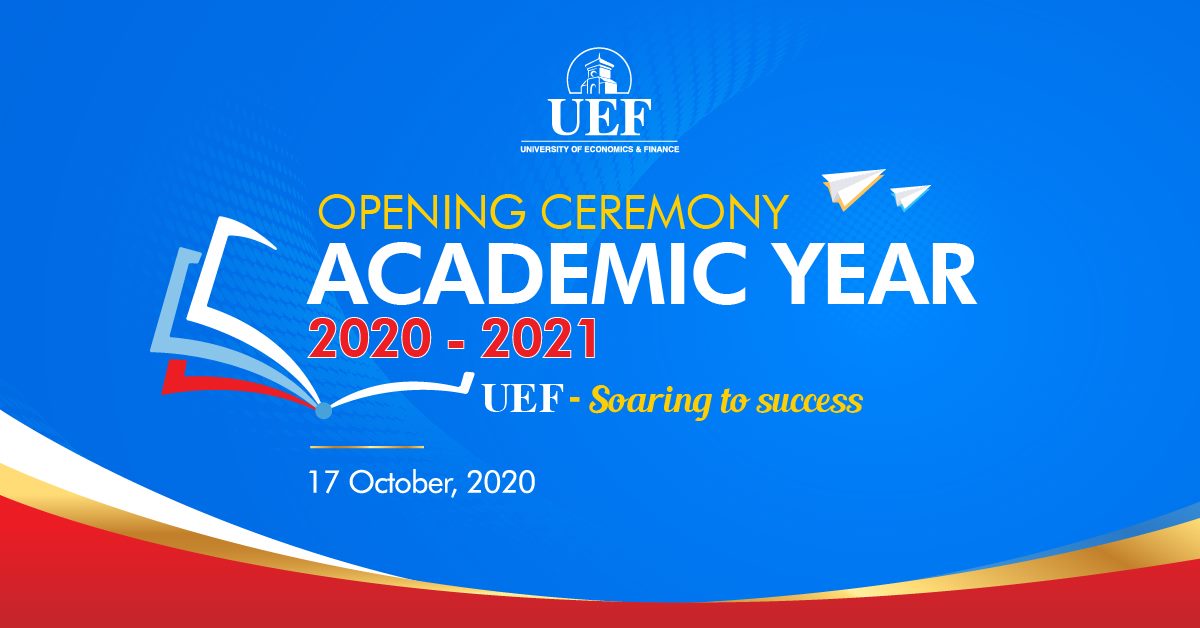 UEF
UNIVERSITY OF ECONOMICS & FINANCE
OPENING CEREMONY
ACADEMIC YEAR
2020 - 2021
UEF - Soaring to success
17 October, 2020